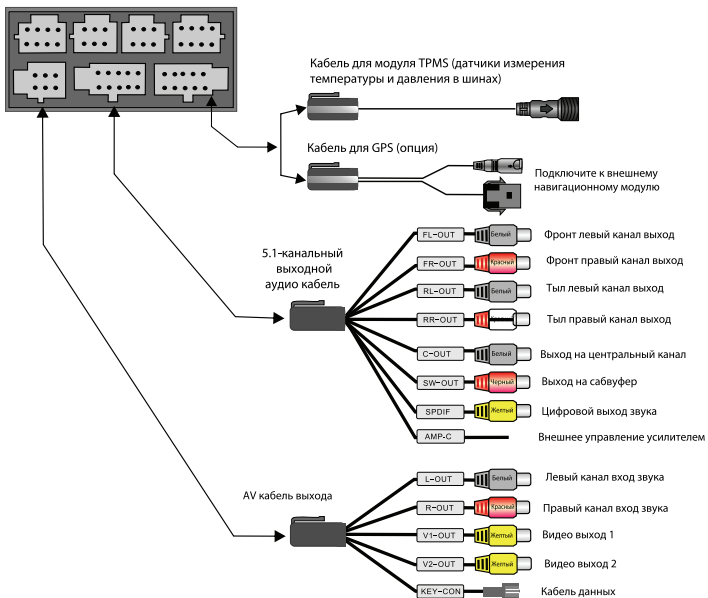 Кабель для модуля TPMS (датчики измерения
температуры и давления в шинах)
Кабель для GPS (опция)
Подключите к внешнему
навигационному модулю
5.1-канальный
выходной
аудио кабель
FL-OUT Белый Фронт левый канал выход
FR-OUT Красный Фронт правый канал выход
RL-OUT Белый Тыл левый канал выход
RR-OUT Тыл правый канал выход
C-OUT Белый Выход на центральный канал
SW-OUT Черный Выход на сабвуфер
SPDIF Желтый Цифровой выход звука
AMP-C Внешнее управление усилителем
AV кабель выхода
L-OUT Белый Левый канал вход звука
R-OUT Красный Правый канал вход звука
V1-OUT Желтый Видео выход 1
V2-OUT Желтый Видео выход 2
KEY-CON Кабель данных